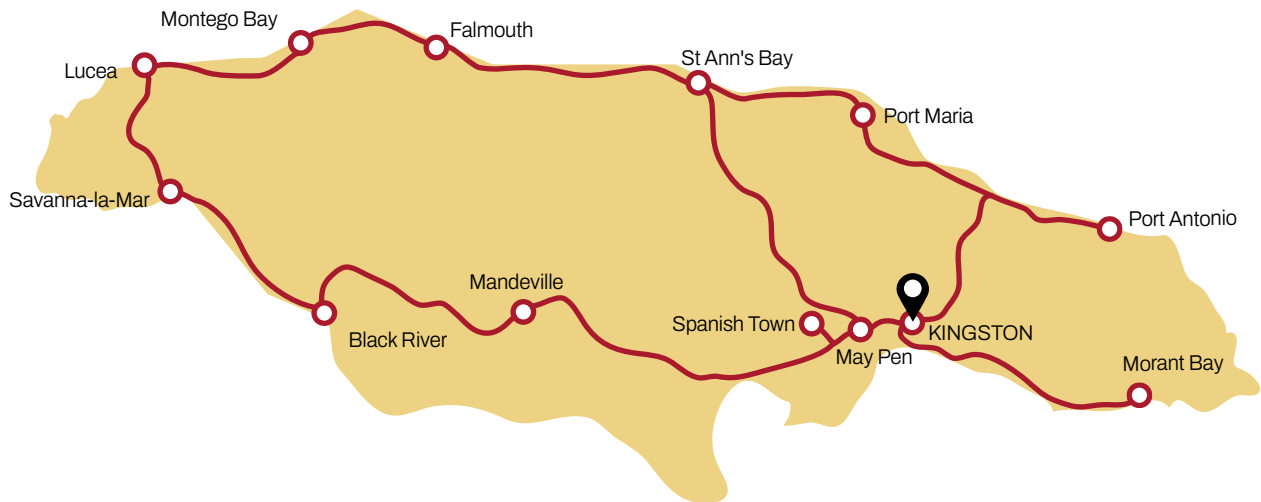 Montego Bay
Falmouth
Lucea
St Ann's Bay
Port Maria
Savanna-la-Mar
Port Antonio
Mandeville
Spanish Town
KINGSTON
Black River
May Pen
Morant Bay